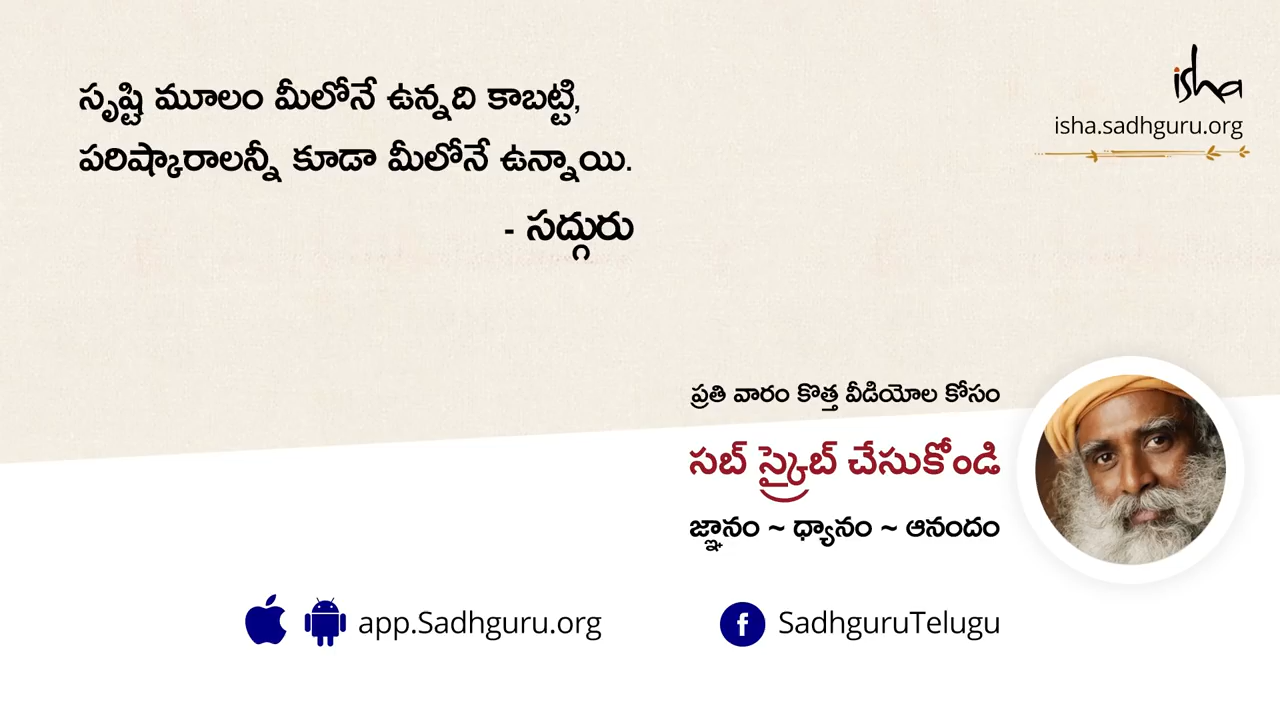 సృష్టి మూలం మీలోనే ఉన్నది కాబట్టి,
పరిష్కారాలన్నీ కూడా మీలోనే ఉన్నాయి.
- సద్గురు
isha
isha.sadhguru.org
ప్రతి వారం కొత్త వీడియోల కోసం
సబ్ స్క్రైబ్ చేసుకోండి
జ్ఞానం ~ ధ్యానం ~ ఆనందం
app.Sadhguru.org
SadhguruTelugu